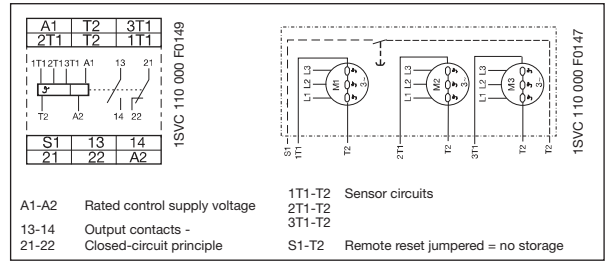 A1 T2 3T1
2T1 T2 1T1
1T1 2T1 3T1 A1 13 21
T2 A2 14 22
S1 13 14
21 22 A2
1SVC 110 000 F0149
L1 L2 L3 M1 3~
L1 L2 L3 M2 3~
L1 L2 L3 M3 3~
S1 1T1 T2 2T1 T2 3T1 T2 T2
1SVC 110 000 F0147
A1-A2 Rated control supply voltage
13-14 Output contacts -
21-22 Closed-circuit principle
1T1-T2 Sensor circuits
2T1-T2
3T1-T2
S1-T2 Remote reset jumpered = no storage